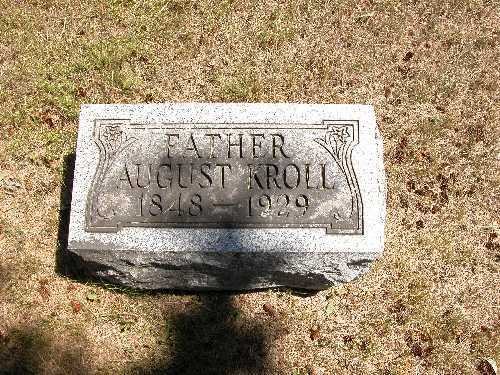 FATHER
AUGUST KROLL
1848 — 1929